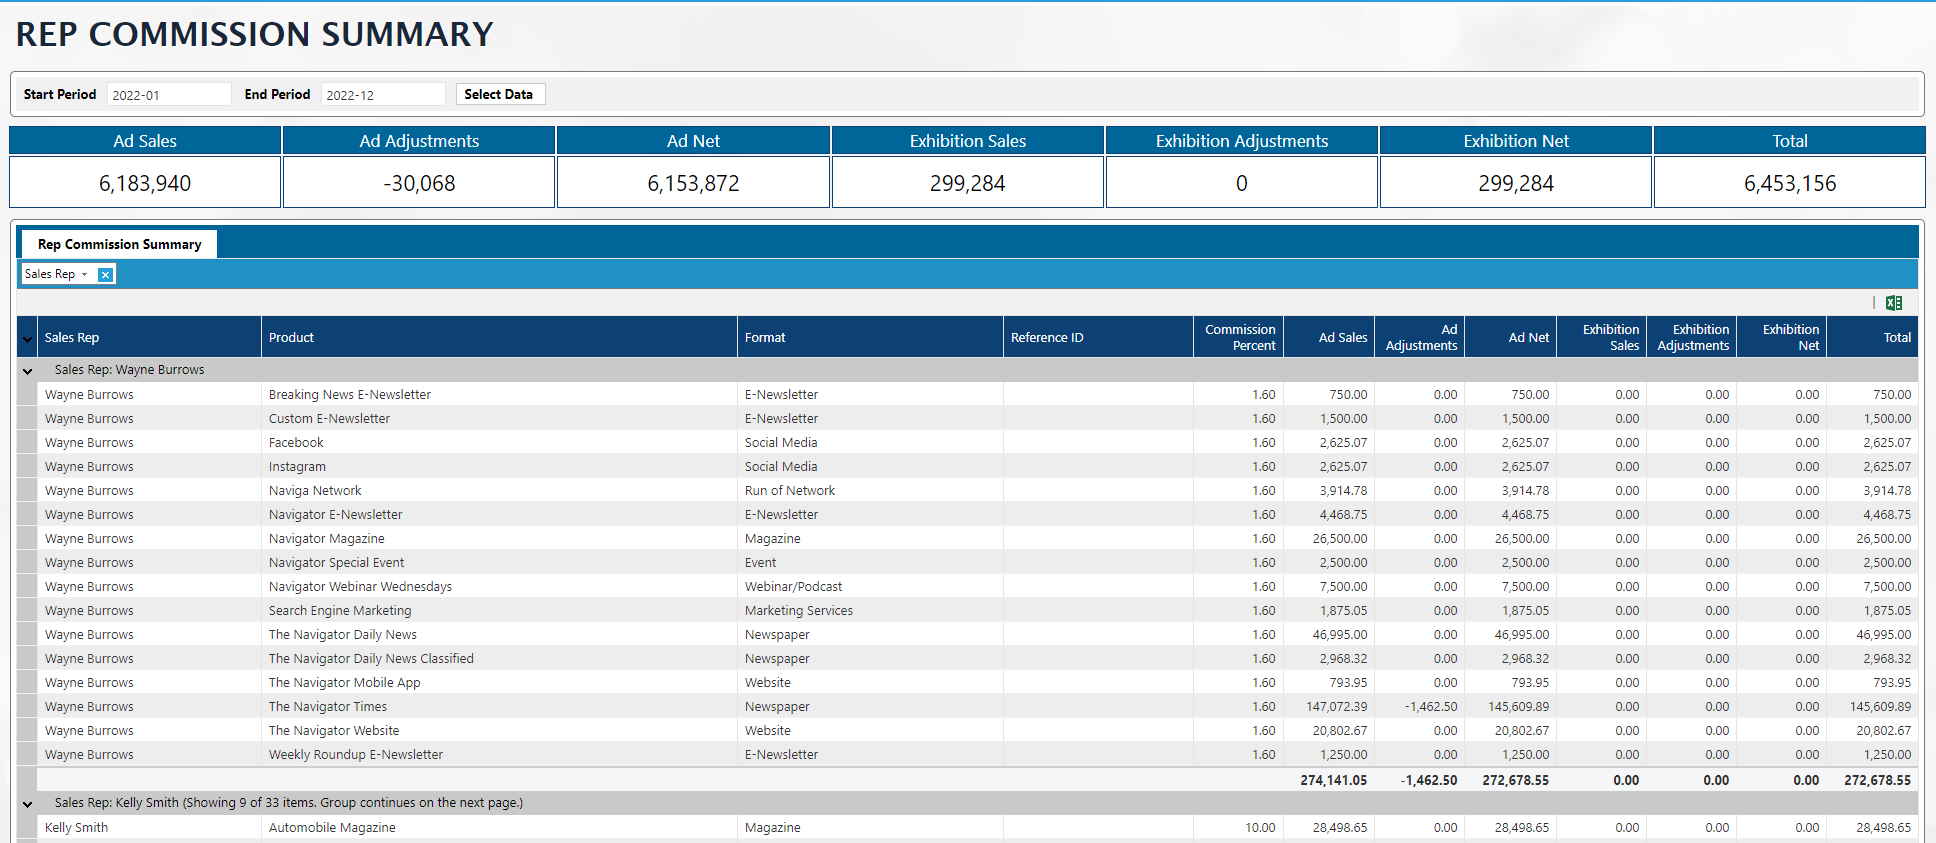 REP COMMISSION SUMMARY
Start Period 2022-01 End Period 2022-12 Select Data
Ad Sales Ad Adjustments Ad Net Exhibition Sales Exhibition Adjustments Exhibition Net Total
6,183,940 -30,068 6,153,872 299,284 0 299,284 6,453,156
Rep Commission Summary
Sales Rep
Sales Rep Product Format Reference ID Commission Percent Ad Sales Ad Adjustments Ad Net Exhibition Sales Exhibition Adjustments Exhibition Net Total
Sales Rep: Wayne Burrows
Wayne Burrows Breaking News E-Newsletter E-Newsletter 1.60 750.00 0.00 750.00 0.00 0.00 0.00 750.00
Wayne Burrows Custom E-Newsletter E-Newsletter 1.60 1,500.00 0.00 1,500.00 0.00 0.00 0.00 1,500.00
Wayne Burrows Facebook Social Media 1.60 2,625.07 0.00 2,625.07 0.00 0.00 0.00 2,625.07
Wayne Burrows Instagram Social Media 1.60 2,625.07 0.00 2,625.07 0.00 0.00 0.00 2,625.07
Wayne Burrows Naviga Network Run of Network 1.60 3,914.78 0.00 3,914.78 0.00 0.00 0.00 3,914.78
Wayne Burrows Navigator E-Newsletter E-Newsletter 1.60 4,468.75 0.00 4,468.75 0.00 0.00 0.00 4,468.75
Wayne Burrows Navigator Magazine Magazine 1.60 26,500.00 0.00 26,500.00 0.00 0.00 0.00 26,500.00
Wayne Burrows Navigator Special Event Event 1.60 2,500.00 0.00 2,500.00 0.00 0.00 0.00 2,500.00
Wayne Burrows Navigator Webinar Wednesdays Webinar/Podcast 1.60 7,500.00 0.00 7,500.00 0.00 0.00 0.00 7,500.00
Wayne Burrows Search Engine Marketing Marketing Services 1.60 1,875.05 0.00 1,875.05 0.00 0.00 0.00 1,875.05
Wayne Burrows The Navigator Daily News Newspaper 1.60 46,995.00 0.00 46,995.00 0.00 0.00 0.00 46,995.00
Wayne Burrows The Navigator Daily News Classified Newspaper 1.60 2,968.32 0.00 2,968.32 0.00 0.00 0.00 2,968.32
Wayne Burrows The Navigator Mobile App Website 1.60 793.95 0.00 793.95 0.00 0.00 0.00 793.95
Wayne Burrows The Navigator Times Newspaper 1.60 147,072.39 -1,462.50 145,609.89 0.00 0.00 0.00 145,609.89
Wayne Burrows The Navigator Website Website 1.60 20,802.67 0.00 20,802.67 0.00 0.00 0.00 20,802.67
Wayne Burrows Weekly Roundup E-Newsletter E-Newsletter 1.60 1,250.00 0.00 1,250.00 0.00 0.00 0.00 1,250.00
274,141.05 -1,462.50 272,678.55 0.00 0.00 0.00 272,678.55
Sales Rep: Kelly Smith (Showing 9 of 33 items. Group continues on the next page.)
Kelly Smith Automobile Magazine Magazine 10.00 28,498.65 0.00 28,498.65 0.00 0.00 0.00 28,498.65